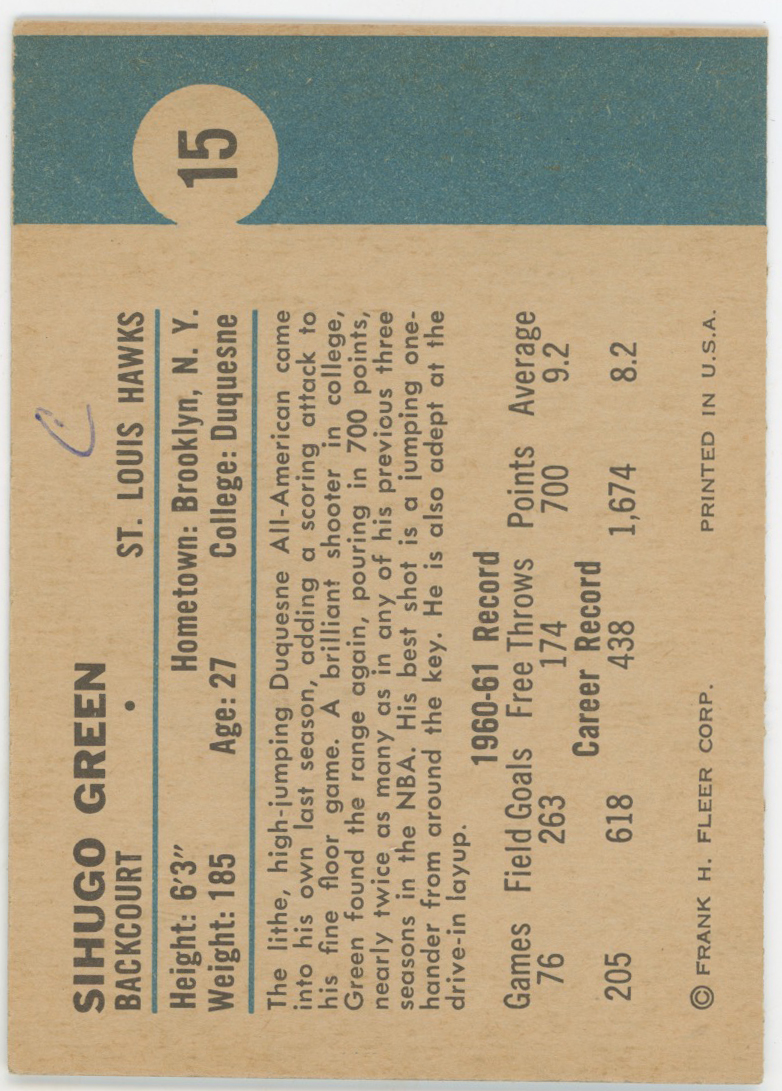 15
SIHUGO GREEN
BACKCOURT • ST. LOUIS HAWKS
Height: 6'3" Hometown: Brooklyn, N. Y.
Weight: 185 Age: 27 College: Duquesne
The lithe, high-jumping Duquesne All-American came
into his own last season, adding a scoring attack to
his fine floor game. A brilliant shooter in college,
Green found the range again, pouring in 700 points,
nearly twice as many as in any of his previous three
seasons in the NBA. His best shot is a jumping one-
hander from around the key. He is also adept at the
drive-in layup.
1960-61 Record
Games Field Goals Free Throws Points Average
76 263 174 700 9.2
Career Record
205 618 438 1,674 8.2
© FRANK H. FLEER CORP. PRINTED IN U.S.A.
C